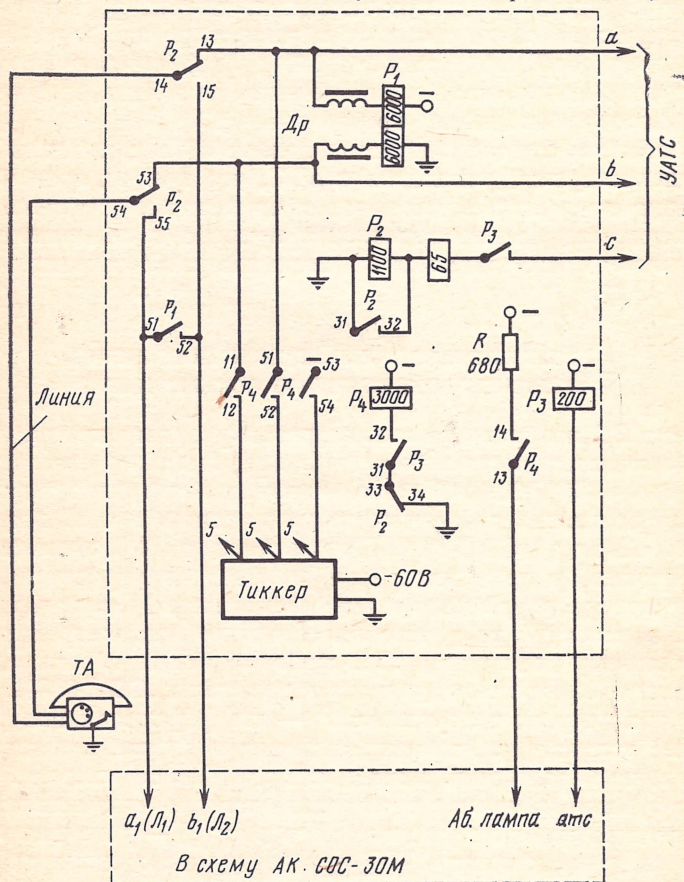 P₂ 13 a
14 15 P₁
Др 6000 6000 –
53 b УАТС
54 P₂ 55
P₂ P₃ c
1100 65
P₂
31 32
P₁ 51 52 R 680 –
11 P₄ 12 51 P₄ 52 – 53 54 P₄ 3000 – P₃ 200 –
Линия
32 14
31 P₃ 13 P₄
33 34
P₂
5 5 5
Тиккер -60В
ТА
a₁(Л₁) b₁(Л₂) Аб. лампа атс
В схему АК. СОС-30М